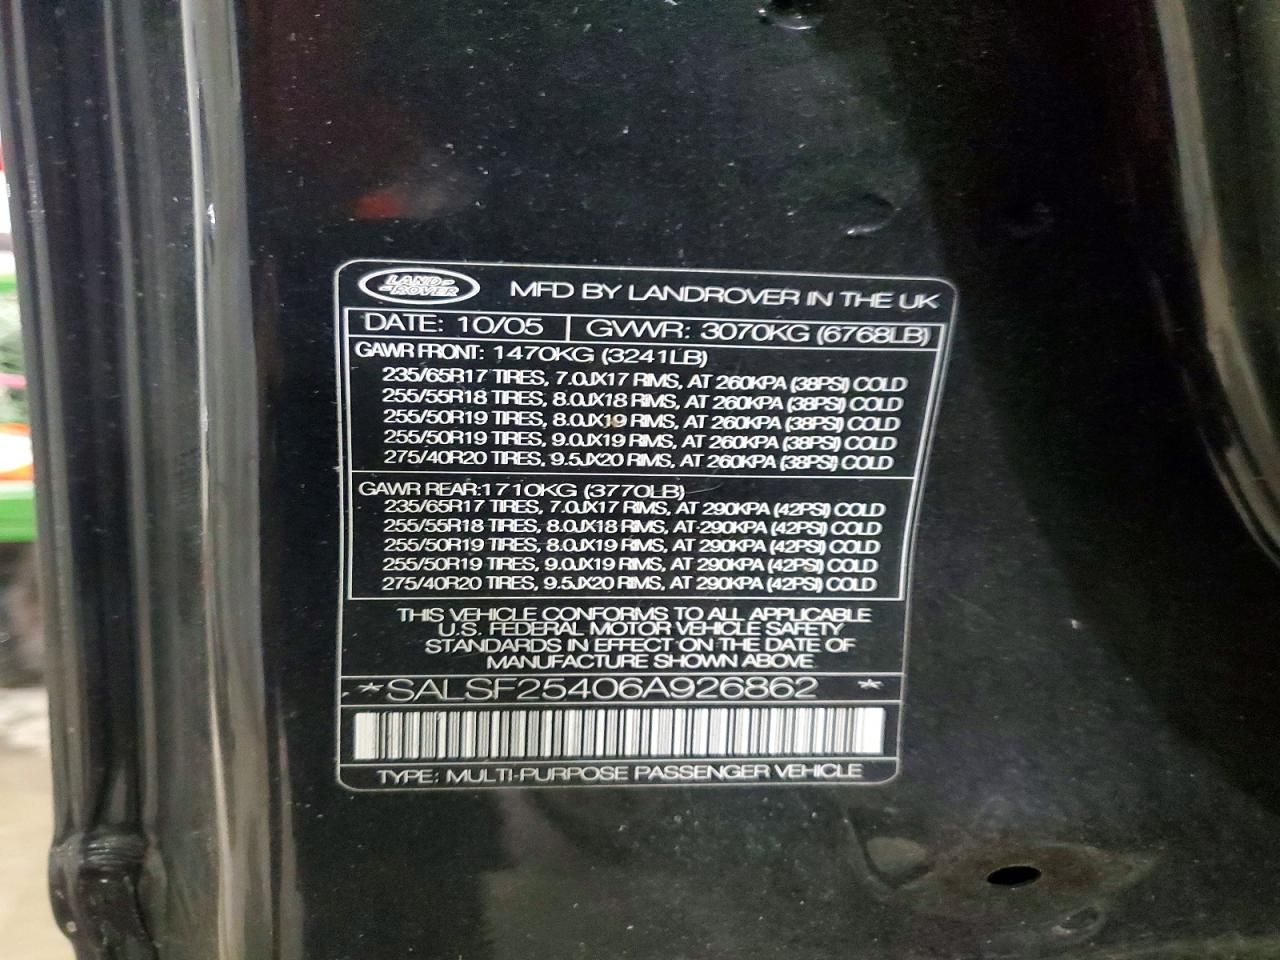 LAND-
-ROVER
MFD BY LANDROVER IN THE UK
DATE: 10/05 GVWR: 3070KG (6768LB)
GAWR FRONT: 1470KG (3241LB)
235/65R17 TIRES, 7.0JX17 RIMS, AT 260KPA (38PSI) COLD
255/55R18 TIRES, 8.0JX18 RIMS, AT 260KPA (38PSI) COLD
255/50R19 TIRES, 8.0JX19 RIMS, AT 260KPA (38PSI) COLD
255/50R19 TIRES, 9.0JX19 RIMS, AT 260KPA (38PSI) COLD
275/40R20 TIRES, 9.5JX20 RIMS, AT 260KPA (38PSI) COLD
GAWR REAR:1710KG (3770LB)
235/65R17 TIRES, 7.0JX17 RIMS, AT 290KPA (42PSI) COLD
255/55R18 TIRES, 8.0JX18 RIMS, AT 290KPA (42PSI) COLD
255/50R19 TIRES, 8.0JX19 RIMS, AT 290KPA (42PSI) COLD
255/50R19 TIRES, 9.0JX19 RIMS, AT 290KPA (42PSI) COLD
275/40R20 TIRES, 9.5JX20 RIMS, AT 290KPA (42PSI) COLD
THIS VEHICLE CONFORMS TO ALL APPLICABLE
U.S. FEDERAL MOTOR VEHICLE SAFETY
STANDARDS IN EFFECT ON THE DATE OF
MANUFACTURE SHOWN ABOVE
*SALSF25406A926862 *
TYPE: MULTI-PURPOSE PASSENGER VEHICLE